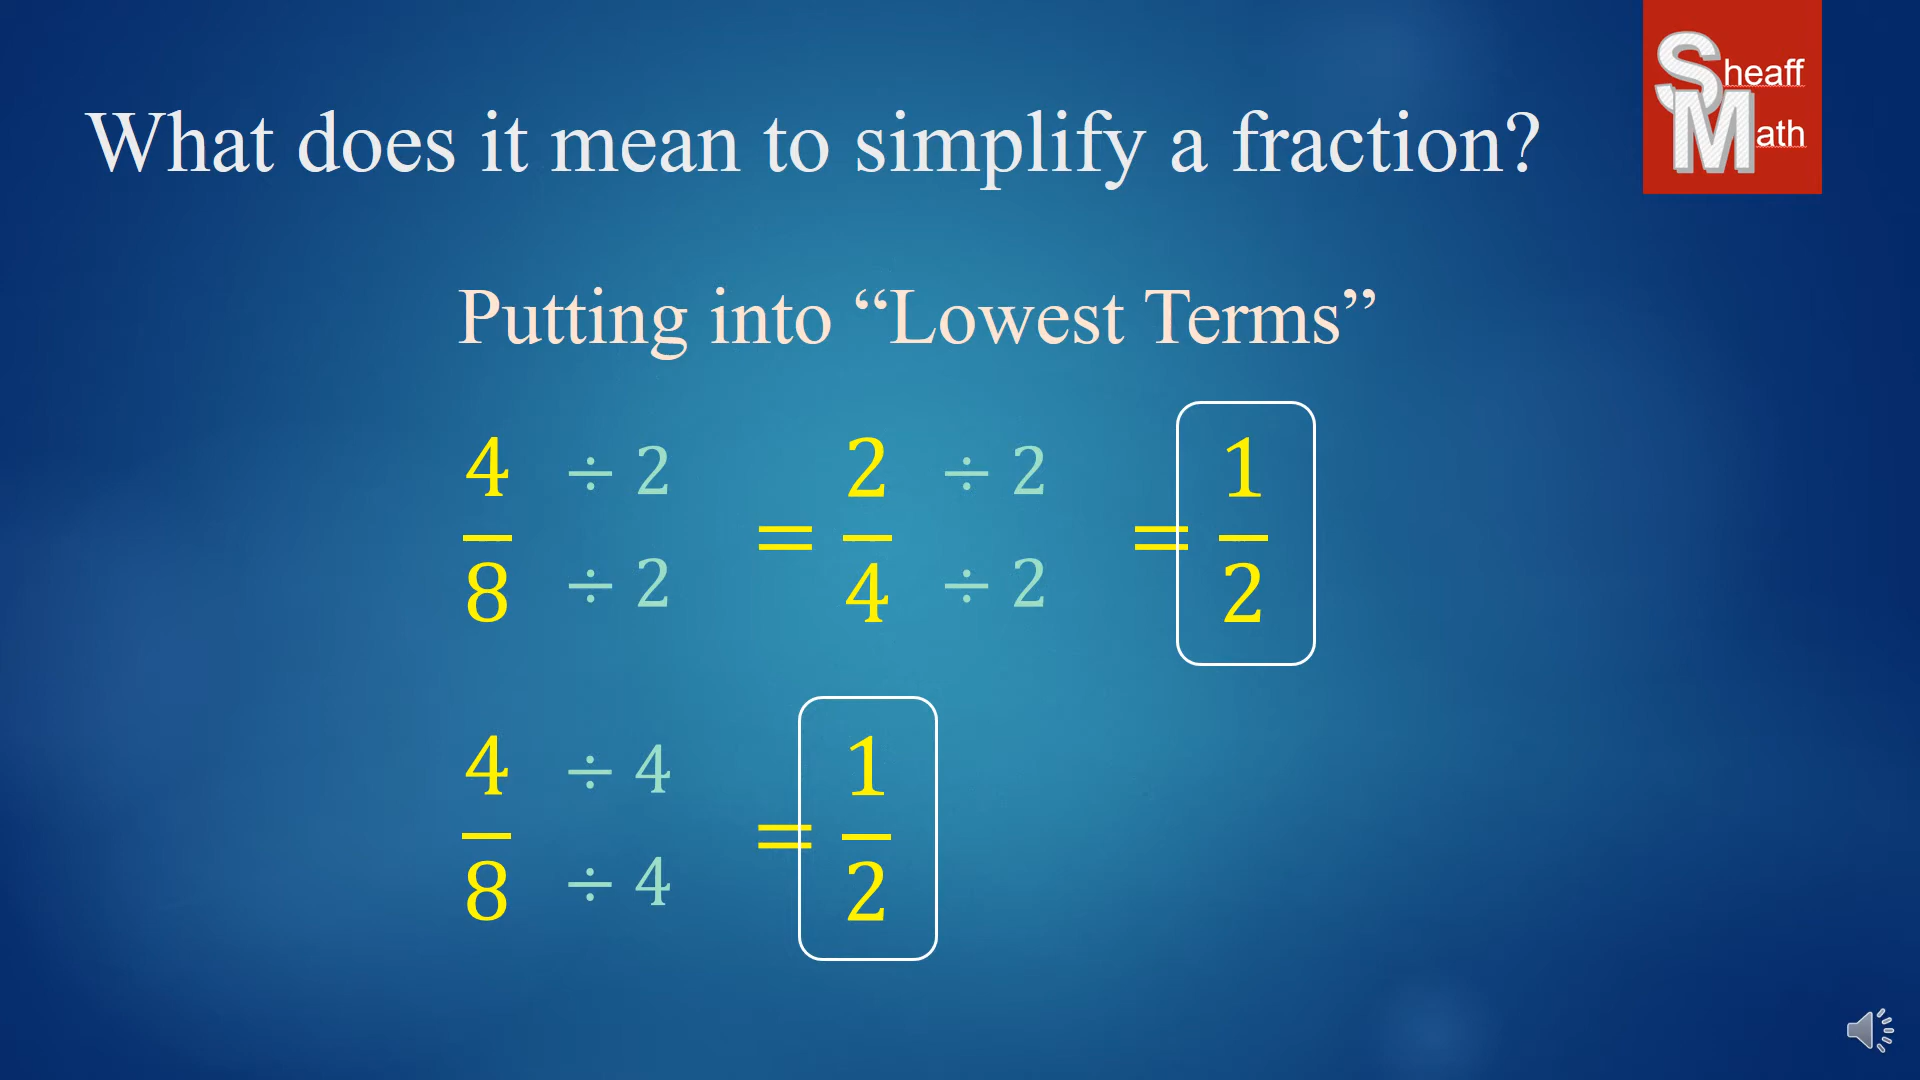 What does it mean to simplify a fraction?
Sheaff
Math
Putting into “Lowest Terms”
4 ÷ 2 2 ÷ 2 1
= =
8 ÷ 2 4 ÷ 2 2
4 ÷ 4 1
=
8 ÷ 4 2